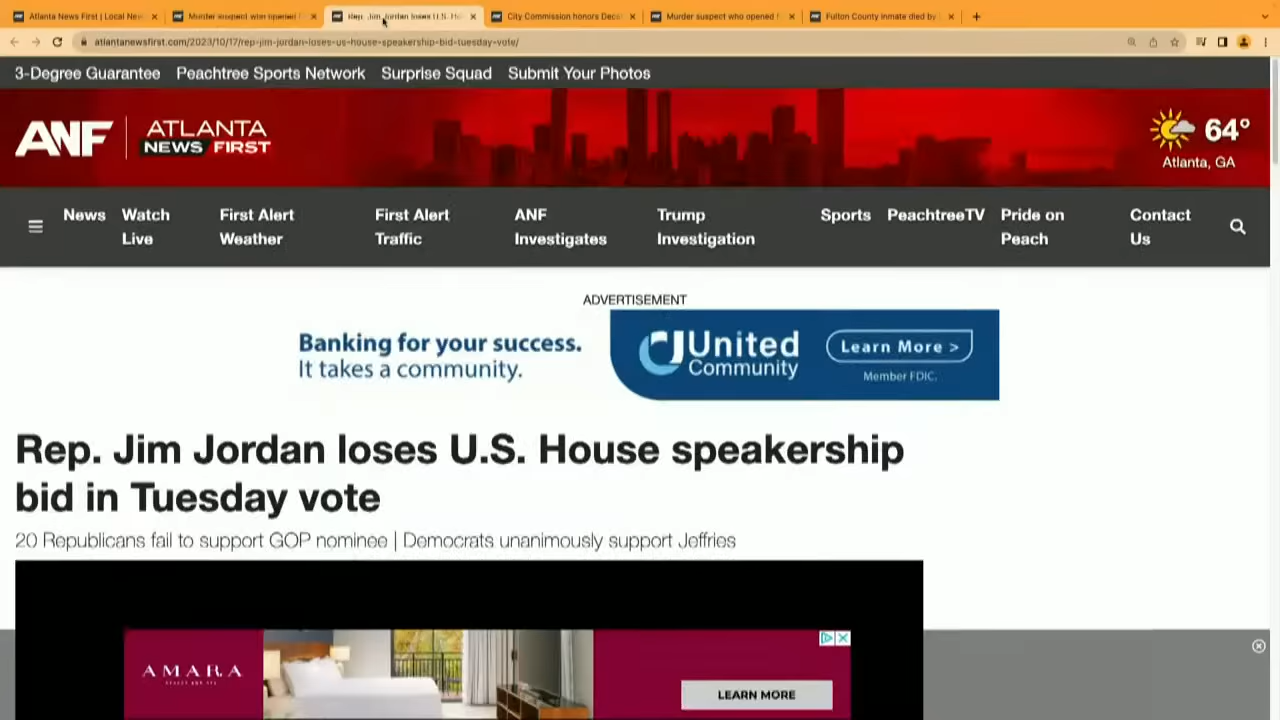 Atlanta News First | Local New
Murder suspect who opened f
Rep. Jim Jordan loses U.S. Ho
City Commission honors Decat
Murder suspect who opened f
Fulton County inmate died by
atlantanewsfirst.com/2023/10/17/rep-jim-jordan-loses-us-house-speakership-bid-tuesday-vote/
3-Degree Guarantee Peachtree Sports Network Surprise Squad Submit Your Photos
ANF ATLANTA
NEWS FIRST
64°
Atlanta, GA
News
Watch
Live
First Alert
Weather
First Alert
Traffic
ANF
Investigates
Trump
Investigation
Sports
PeachtreeTV
Pride on
Peach
Contact
Us
ADVERTISEMENT
Banking for your success.
It takes a community.
United
Community
Learn More >
Member FDIC.
Rep. Jim Jordan loses U.S. House speakership
bid in Tuesday vote
20 Republicans fail to support GOP nominee | Democrats unanimously support Jeffries
AMARA
LEARN MORE